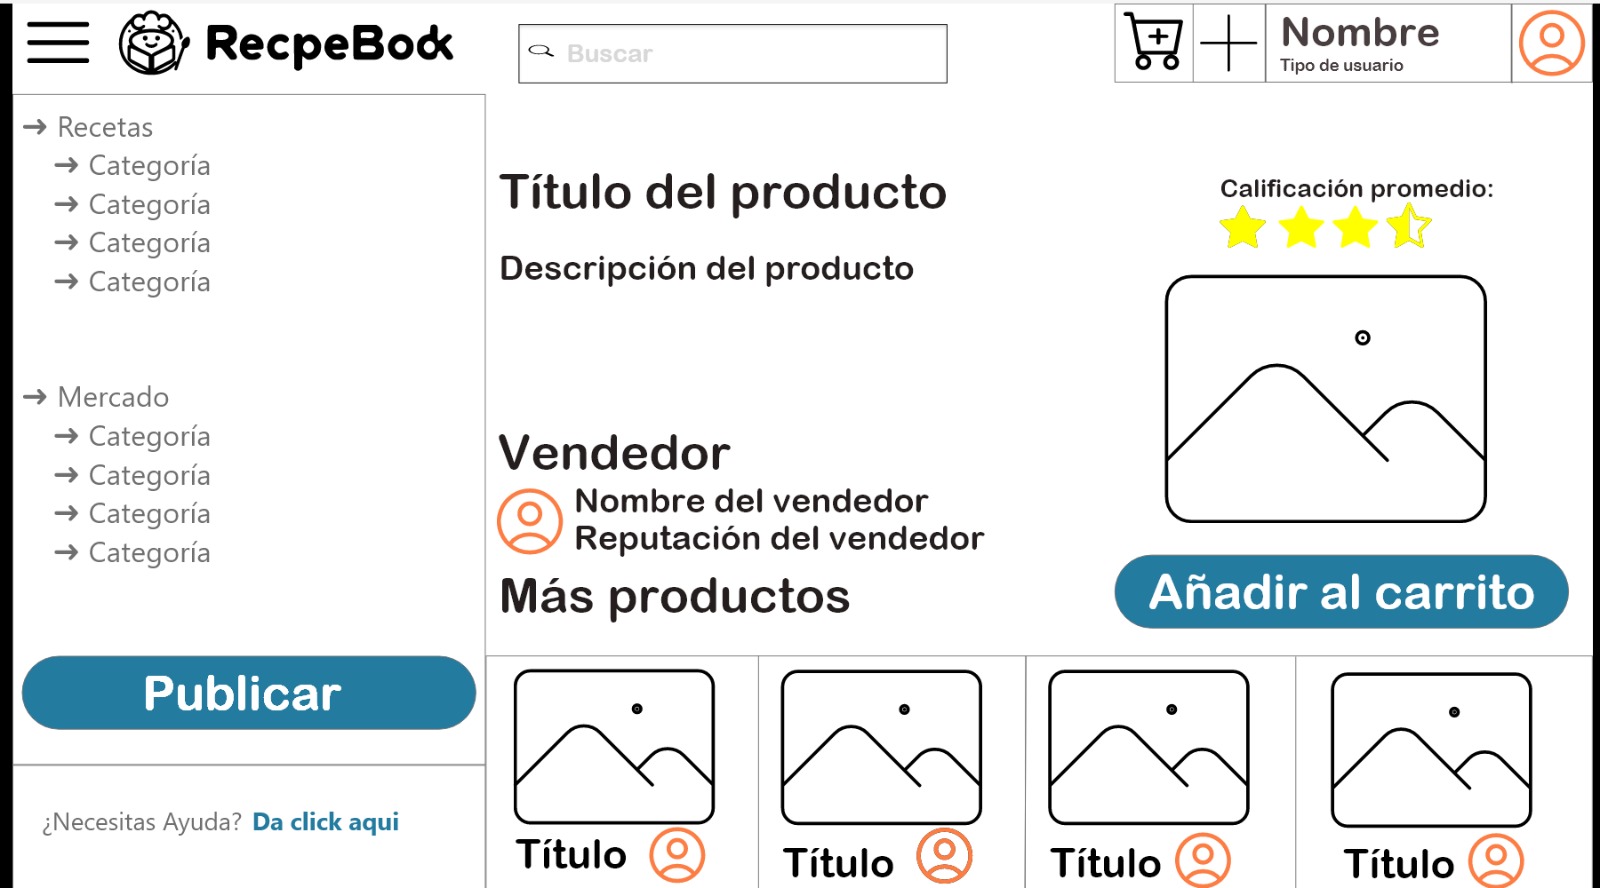 RecpeBook
Buscar
Nombre
Tipo de usuario
Recetas
Categoría
Categoría
Categoría
Categoría
Mercado
Categoría
Categoría
Categoría
Categoría
Publicar
¿Necesitas Ayuda? Da click aqui
Título del producto
Descripción del producto
Calificación promedio:
Vendedor
Nombre del vendedor
Reputación del vendedor
Más productos
Añadir al carrito
Título
Título
Título
Título